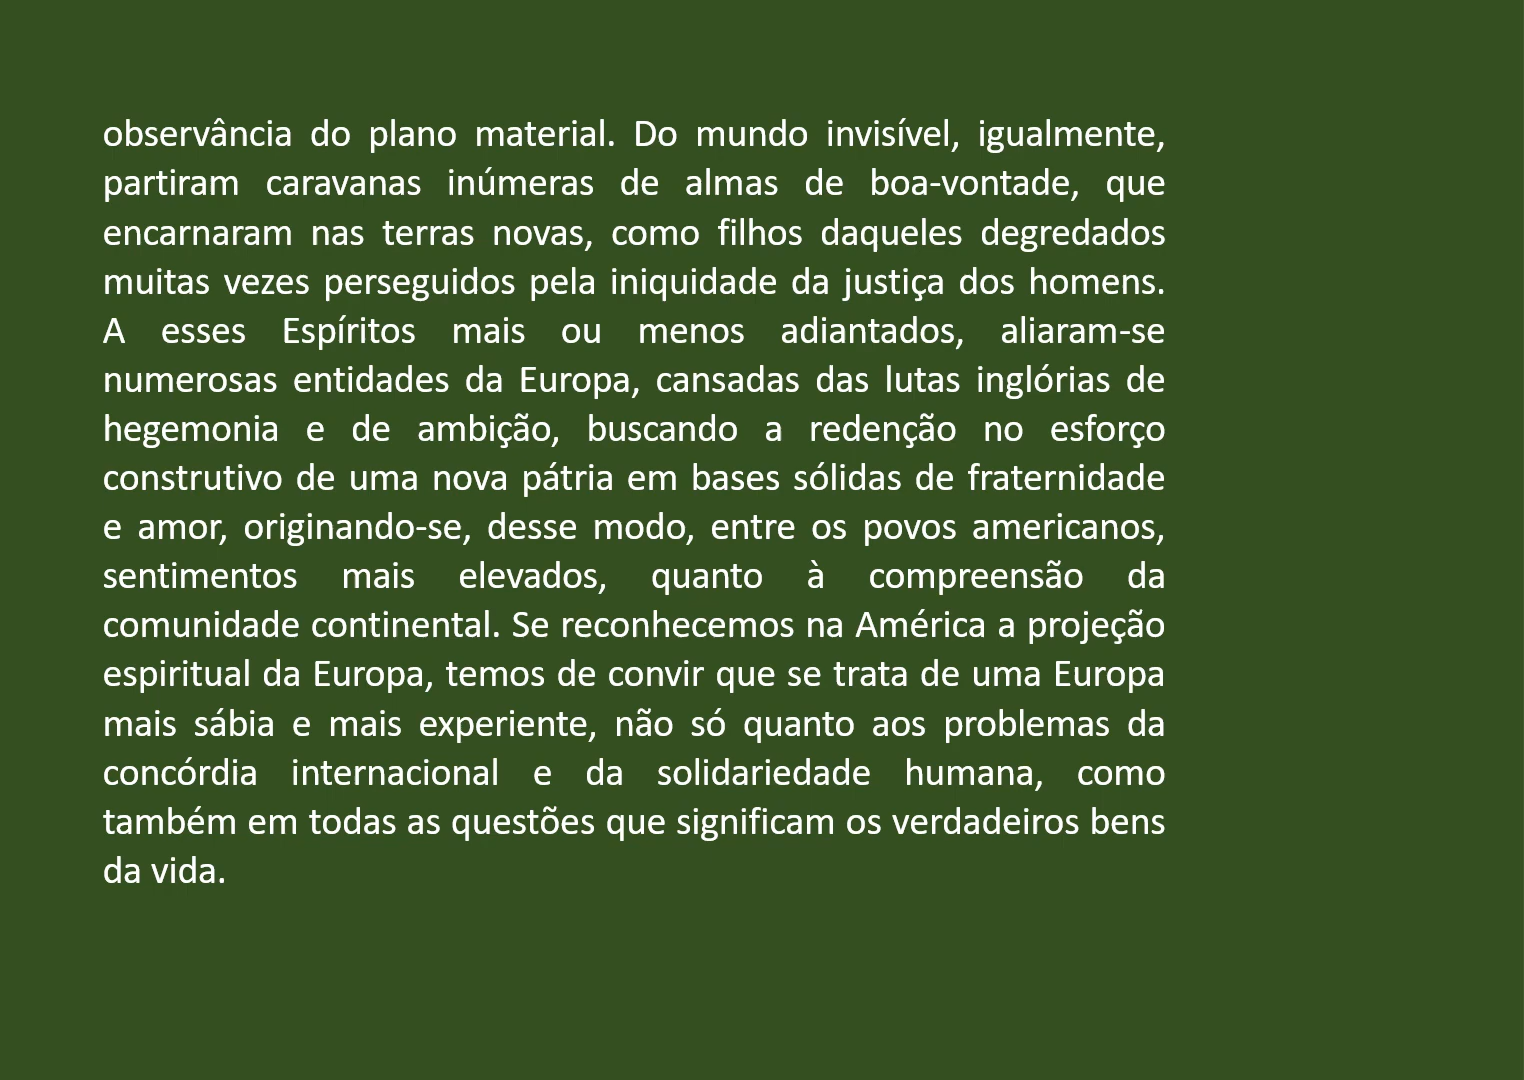 observância do plano material. Do mundo invisível, igualmente,
partiram caravanas inúmeras de almas de boa-vontade, que
encarnaram nas terras novas, como filhos daqueles degredados
muitas vezes perseguidos pela iniquidade da justiça dos homens.
A esses Espíritos mais ou menos adiantados, aliaram-se
numerosas entidades da Europa, cansadas das lutas inglórias de
hegemonia e de ambição, buscando a redenção no esforço
construtivo de uma nova pátria em bases sólidas de fraternidade
e amor, originando-se, desse modo, entre os povos americanos,
sentimentos mais elevados, quanto à compreensão da
comunidade continental. Se reconhecemos na América a projeção
espiritual da Europa, temos de convir que se trata de uma Europa
mais sábia e mais experiente, não só quanto aos problemas da
concórdia internacional e da solidariedade humana, como
também em todas as questões que significam os verdadeiros bens
da vida.